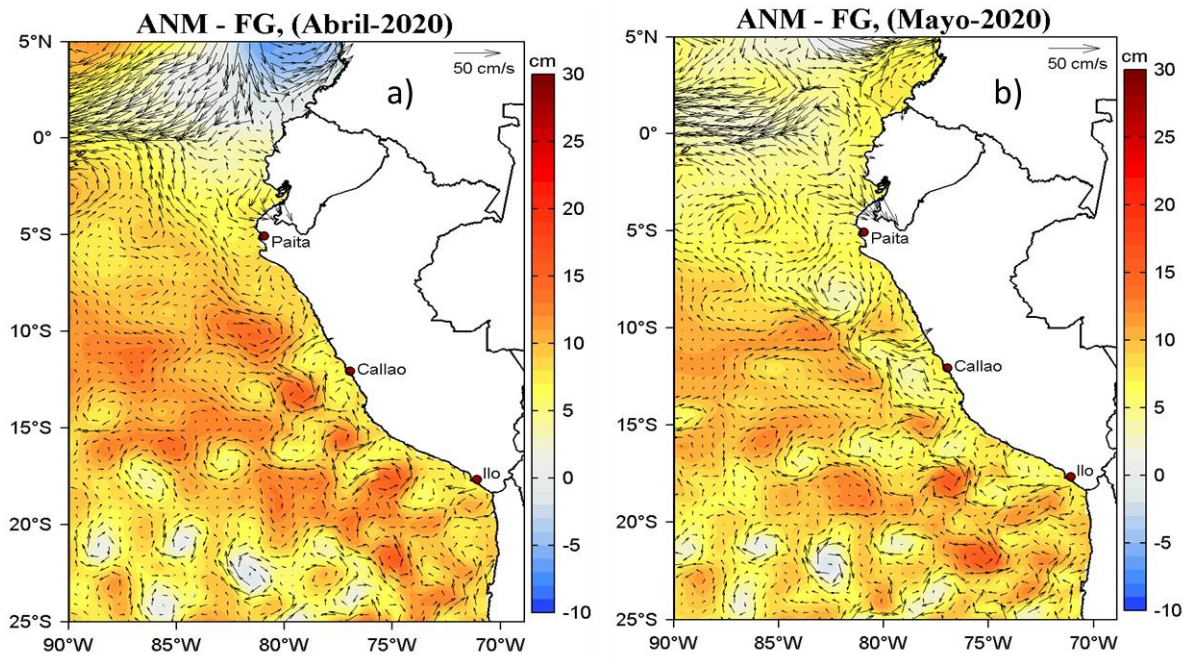 ANM - FG, (Abril-2020)
5°N
0°
5°S
10°S
15°S
20°S
25°S
90°W
85°W
80°W
75°W
70°W
50 cm/s
a)
Paita
Callao
Ilo
cm
30
25
20
15
10
5
0
-5
-10
ANM - FG, (Mayo-2020)
5°N
0°
5°S
10°S
15°S
20°S
25°S
90°W
85°W
80°W
75°W
70°W
50 cm/s
b)
Paita
Callao
Ilo
cm
30
25
20
15
10
5
0
-5
-10